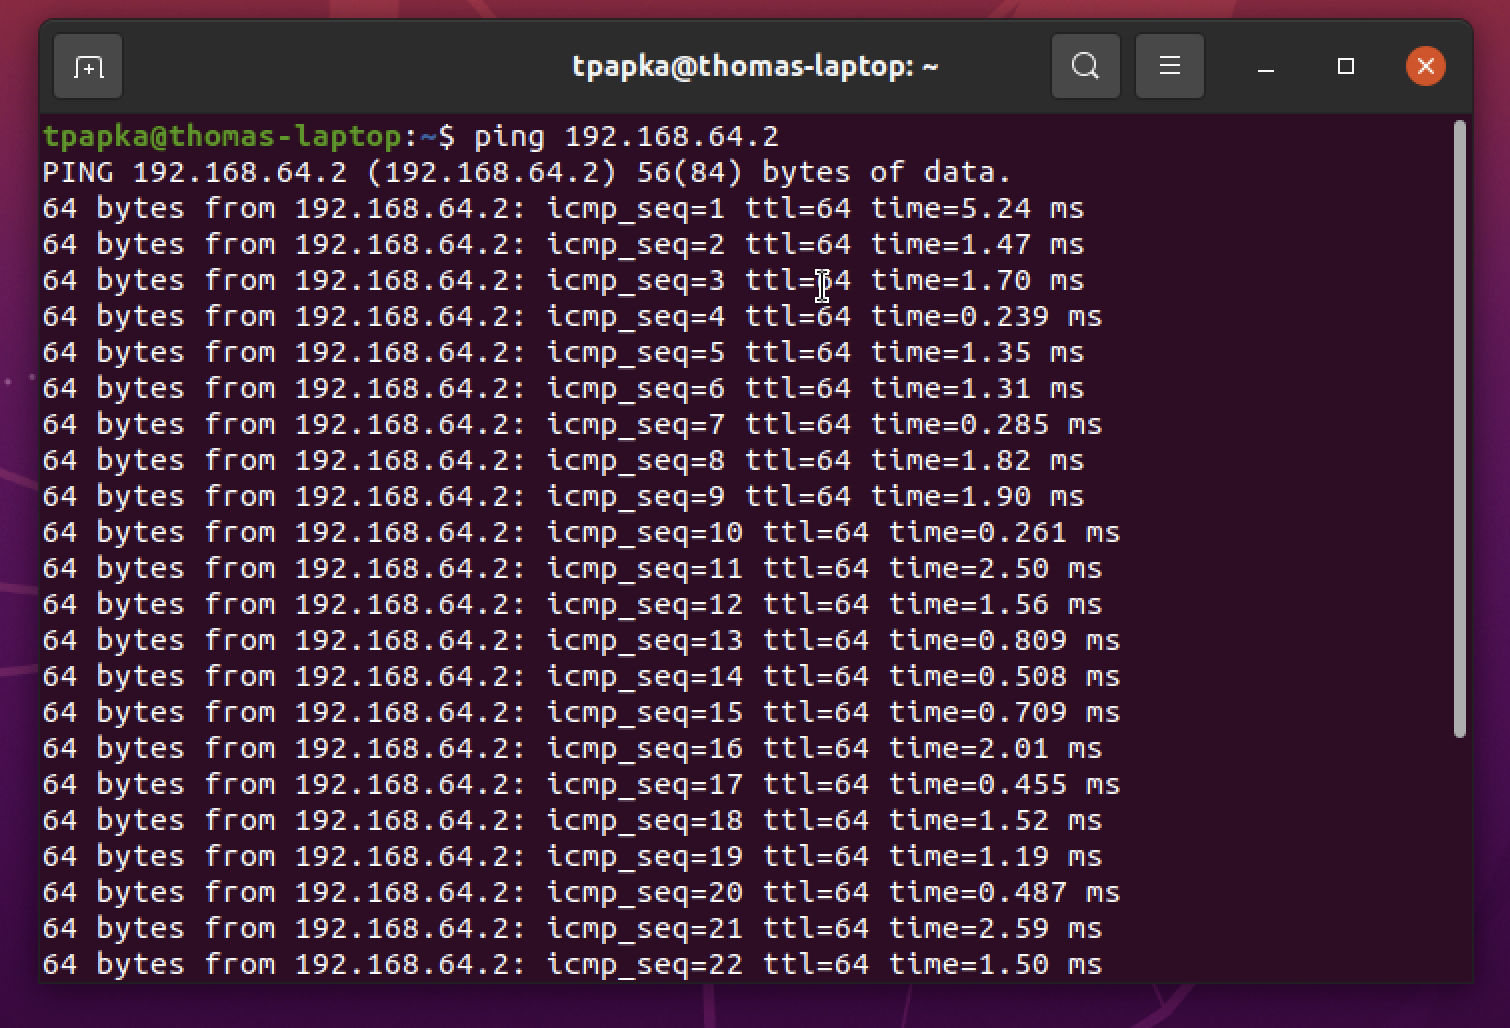 tpapka@thomas-laptop: ~
tpapka@thomas-laptop:~$ ping 192.168.64.2
PING 192.168.64.2 (192.168.64.2) 56(84) bytes of data.
64 bytes from 192.168.64.2: icmp_seq=1 ttl=64 time=5.24 ms
64 bytes from 192.168.64.2: icmp_seq=2 ttl=64 time=1.47 ms
64 bytes from 192.168.64.2: icmp_seq=3 ttl=64 time=1.70 ms
64 bytes from 192.168.64.2: icmp_seq=4 ttl=64 time=0.239 ms
64 bytes from 192.168.64.2: icmp_seq=5 ttl=64 time=1.35 ms
64 bytes from 192.168.64.2: icmp_seq=6 ttl=64 time=1.31 ms
64 bytes from 192.168.64.2: icmp_seq=7 ttl=64 time=0.285 ms
64 bytes from 192.168.64.2: icmp_seq=8 ttl=64 time=1.82 ms
64 bytes from 192.168.64.2: icmp_seq=9 ttl=64 time=1.90 ms
64 bytes from 192.168.64.2: icmp_seq=10 ttl=64 time=0.261 ms
64 bytes from 192.168.64.2: icmp_seq=11 ttl=64 time=2.50 ms
64 bytes from 192.168.64.2: icmp_seq=12 ttl=64 time=1.56 ms
64 bytes from 192.168.64.2: icmp_seq=13 ttl=64 time=0.809 ms
64 bytes from 192.168.64.2: icmp_seq=14 ttl=64 time=0.508 ms
64 bytes from 192.168.64.2: icmp_seq=15 ttl=64 time=0.709 ms
64 bytes from 192.168.64.2: icmp_seq=16 ttl=64 time=2.01 ms
64 bytes from 192.168.64.2: icmp_seq=17 ttl=64 time=0.455 ms
64 bytes from 192.168.64.2: icmp_seq=18 ttl=64 time=1.52 ms
64 bytes from 192.168.64.2: icmp_seq=19 ttl=64 time=1.19 ms
64 bytes from 192.168.64.2: icmp_seq=20 ttl=64 time=0.487 ms
64 bytes from 192.168.64.2: icmp_seq=21 ttl=64 time=2.59 ms
64 bytes from 192.168.64.2: icmp_seq=22 ttl=64 time=1.50 ms